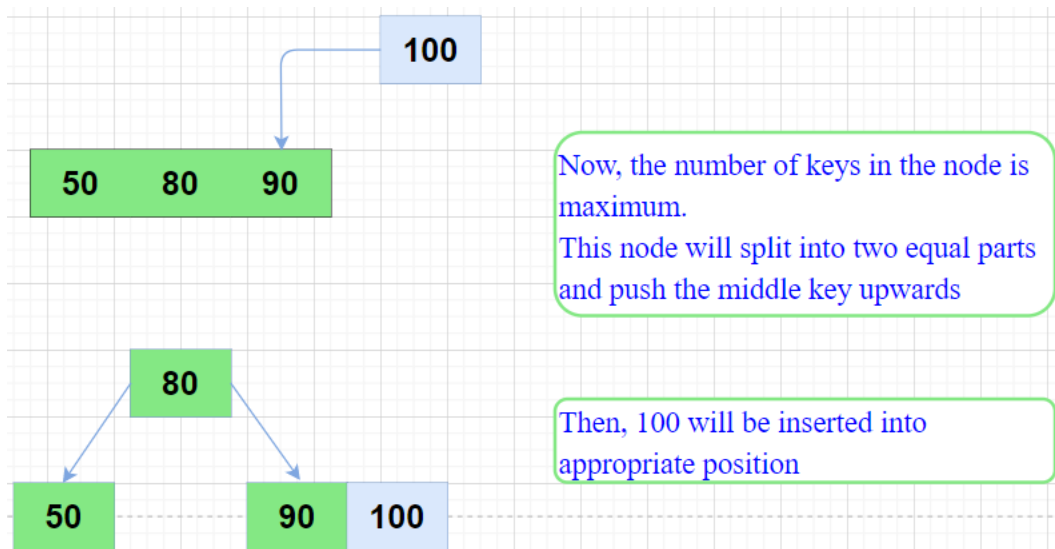 100
50 80 90
Now, the number of keys in the node is
maximum.
This node will split into two equal parts
and push the middle key upwards
80
Then, 100 will be inserted into
appropriate position
50 90 100